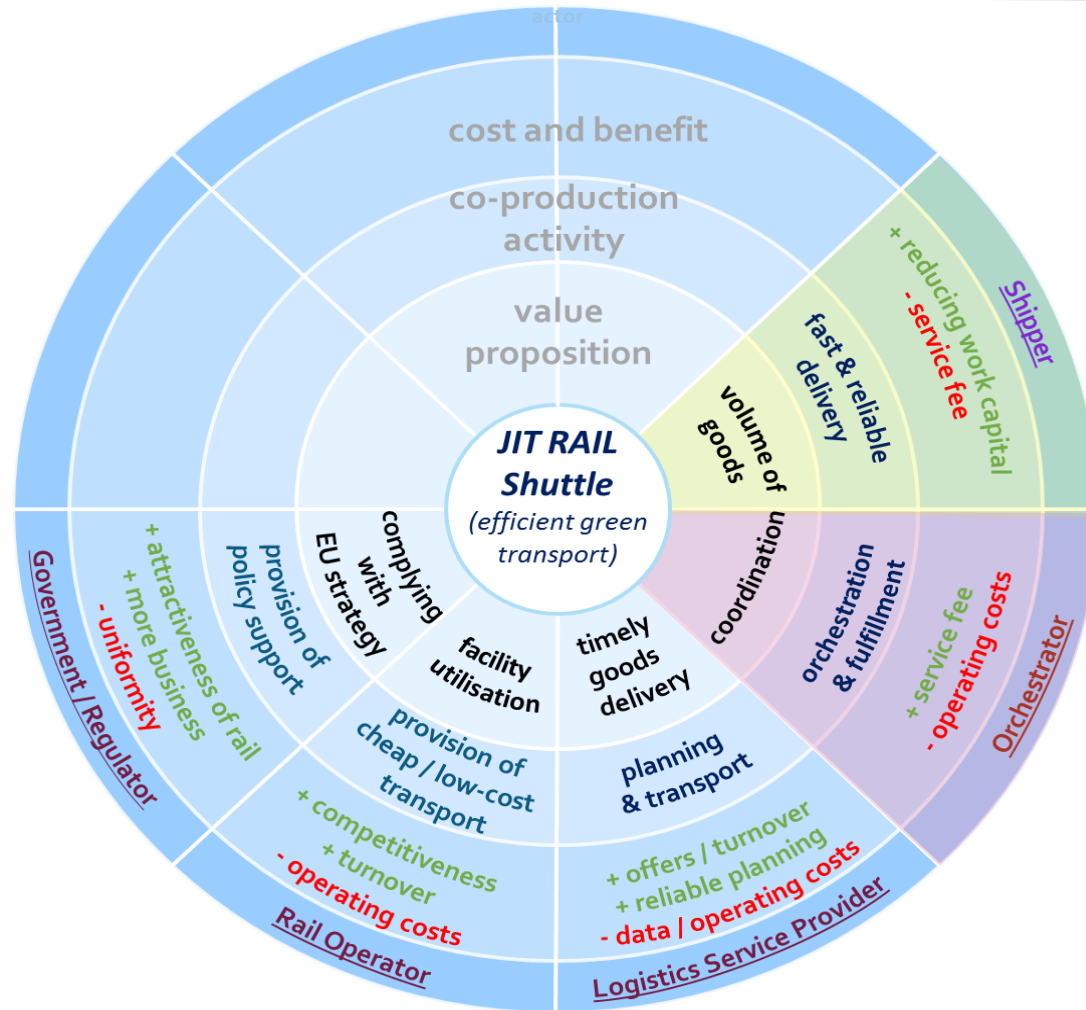 actor
cost and benefit
co-production
activity
value
proposition
JIT RAIL
Shuttle
(efficient green
transport)
Shipper
+ reducing work capital
- service fee
fast & reliable
delivery
volume of
goods
Orchestrator
+ service fee
- operating costs
orchestration
& fulfillment
coordination
Logistics Service Provider
+ offers / turnover
+ reliable planning
- data / operating costs
planning
& transport
timely
goods
delivery
Rail Operator
+ competitiveness
+ turnover
- operating costs
provision of
cheap / low-cost
transport
facility
utilisation
Government / Regulator
+ attractiveness of rail
+ more business
- uniformity
provision of
policy support
complying
with
EU strategy